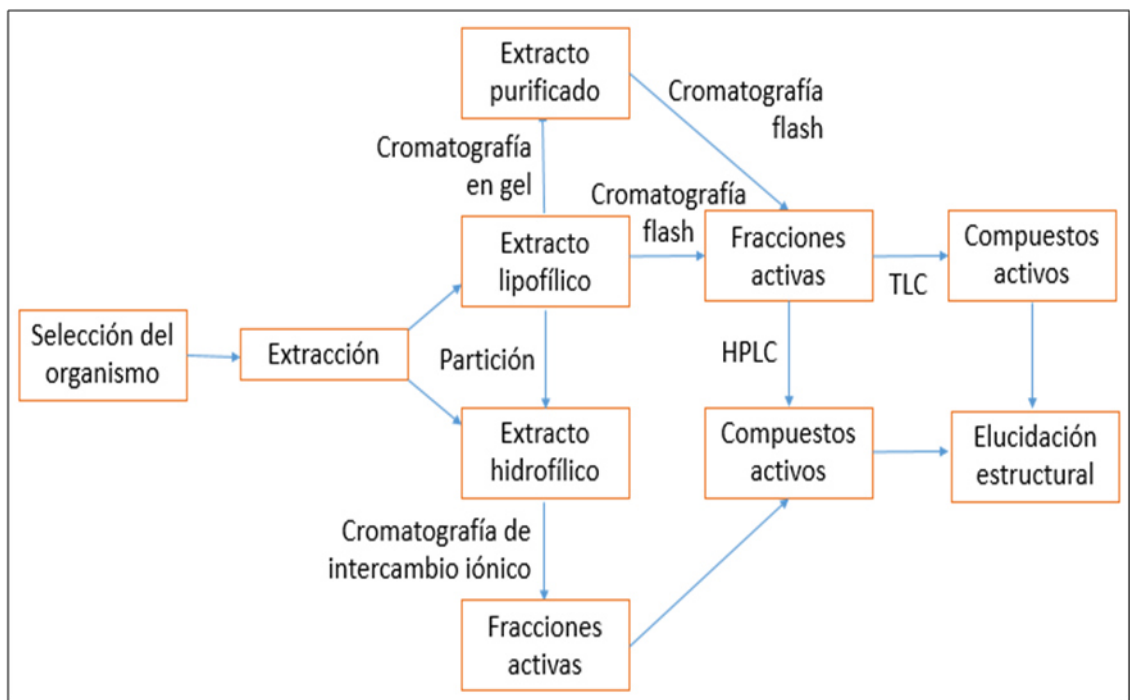 Extracto
purificado
Cromatografía
flash
Cromatografía
en gel
Cromatografía
flash
Extracto
lipofílico
Fracciones
activas
TLC
Compuestos
activos
Selección del
organismo
Extracción
Partición
HPLC
Extracto
hidrofílico
Compuestos
activos
Elucidación
estructural
Cromatografía de
intercambio iónico
Fracciones
activas